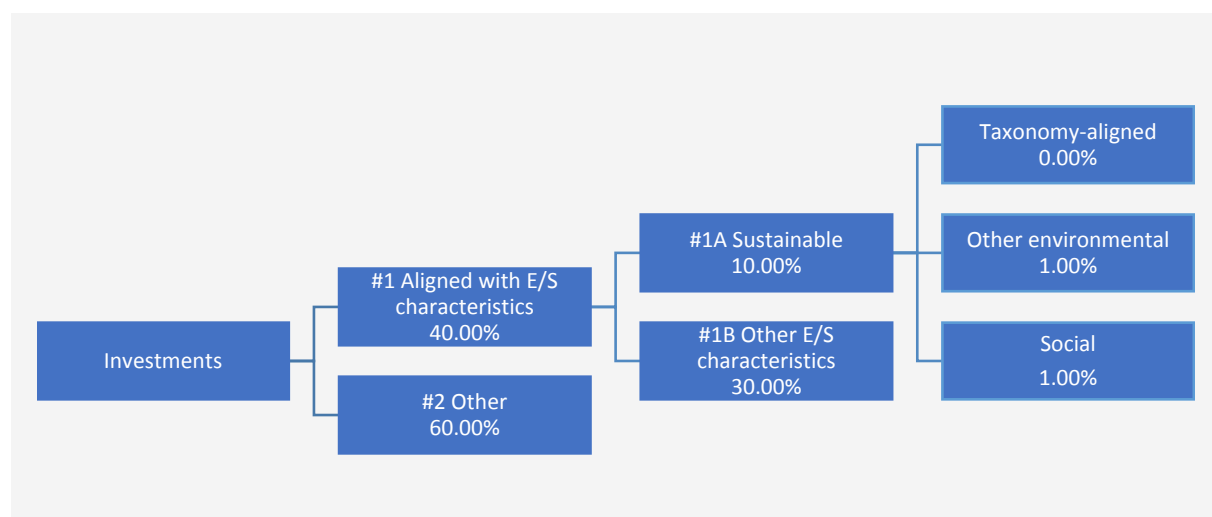 Investments
#1 Aligned with E/S
characteristics
40.00%
#2 Other
60.00%
#1A Sustainable
10.00%
#1B Other E/S
characteristics
30.00%
Taxonomy-aligned
0.00%
Other environmental
1.00%
Social
1.00%